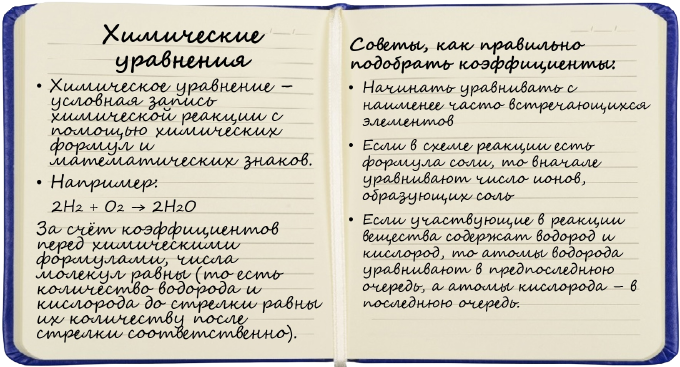 Химические
уравнения
• Химическое уравнение –
условная запись
химической реакции с
помощью химических
формул и
математических знаков.
• Например:
2H₂ + O₂ → 2H₂O
За счёт коэффициентов
перед химическими
формулами, числа
молекул равны (то есть
количество водорода и
кислорода до стрелки равны
их количеству после
стрелки соответственно).
Советы, как правильно
подобрать коэффициенты:
• Начинать уравнивать с
наименее часто встречающихся
элементов
• Если в схеме реакции есть
формула соли, то вначале
уравнивают число ионов,
образующих соль
• Если участвующие в реакции
вещества содержат водород и
кислород, то атомы водорода
уравнивают в предпоследнюю
очередь, а атомы кислорода – в
последнюю очередь.